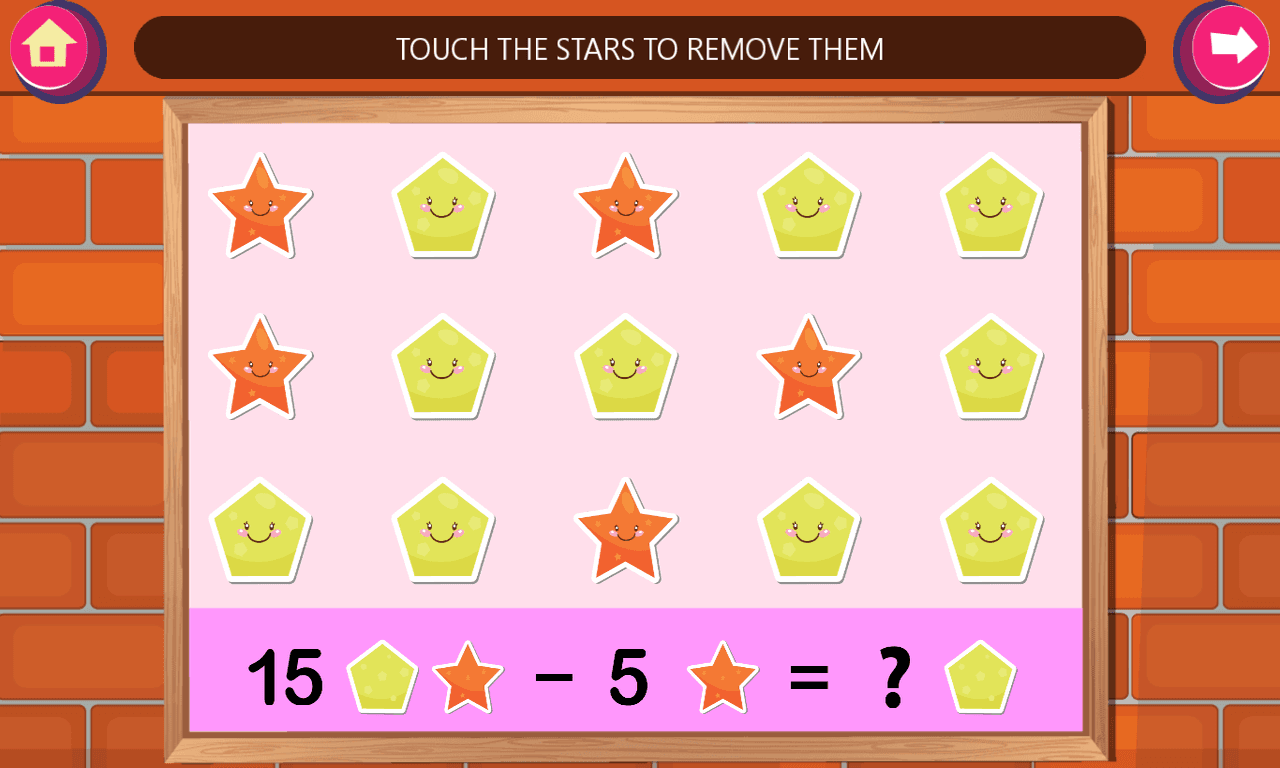 TOUCH THE STARS TO REMOVE THEM
15 – 5 = ?